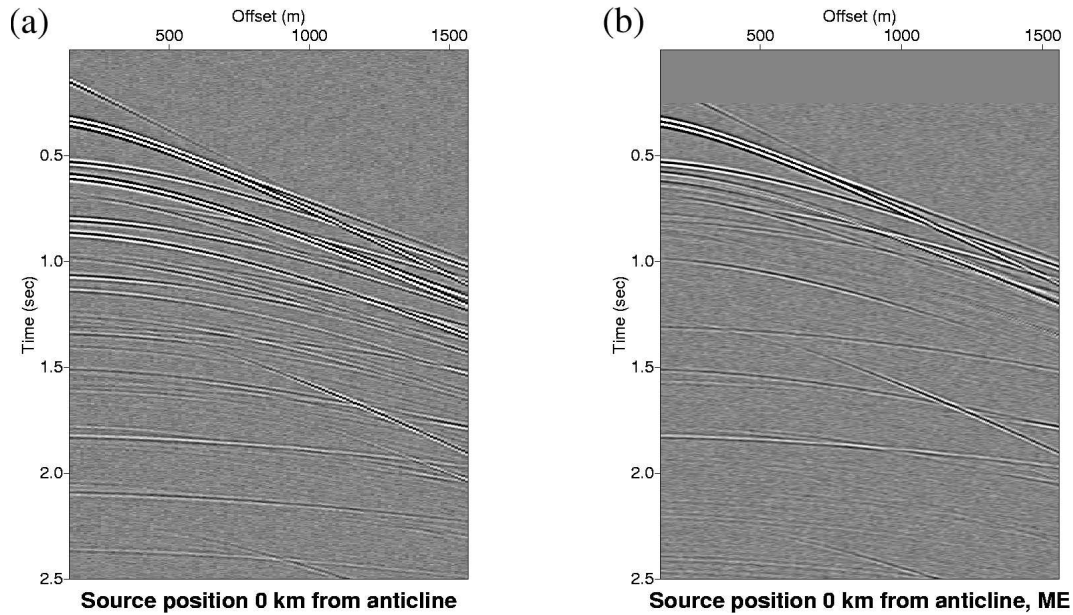 (a)
Offset (m)
500 1000 1500
Time (sec)
0.5
1.0
1.5
2.0
2.5
Source position 0 km from anticline
(b)
Offset (m)
500 1000 1500
Time (sec)
0.5
1.0
1.5
2.0
2.5
Source position 0 km from anticline, ME